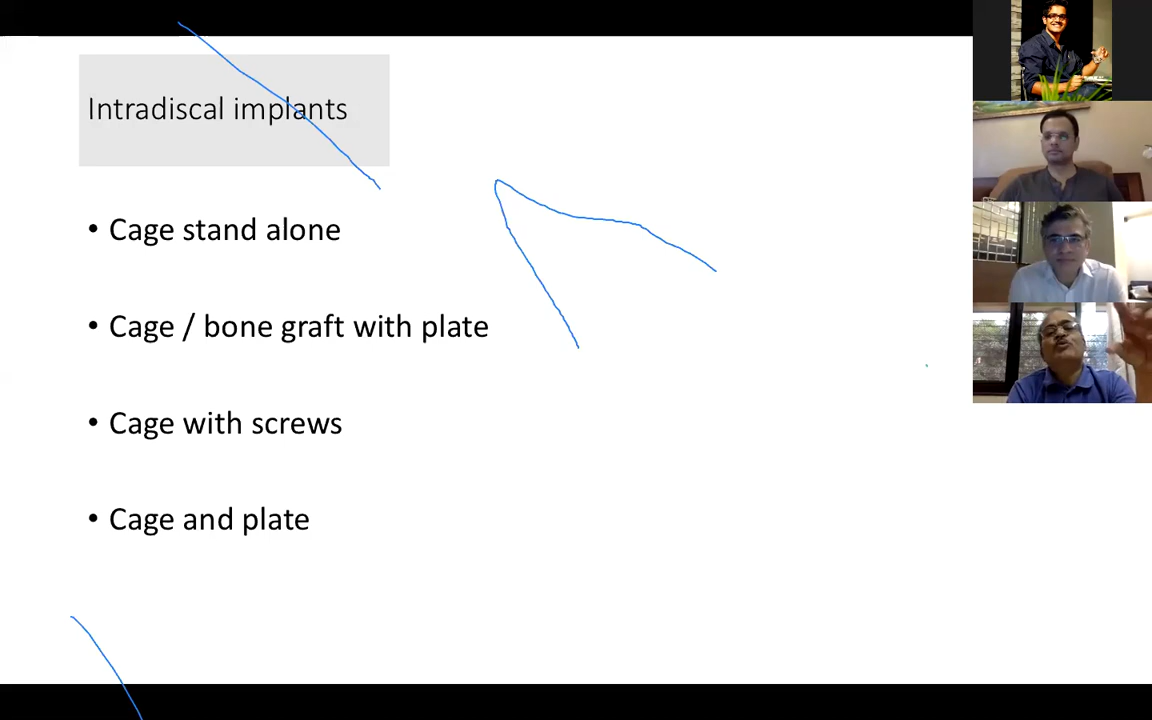 Intradiscal implants
• Cage stand alone
• Cage / bone graft with plate
• Cage with screws
• Cage and plate